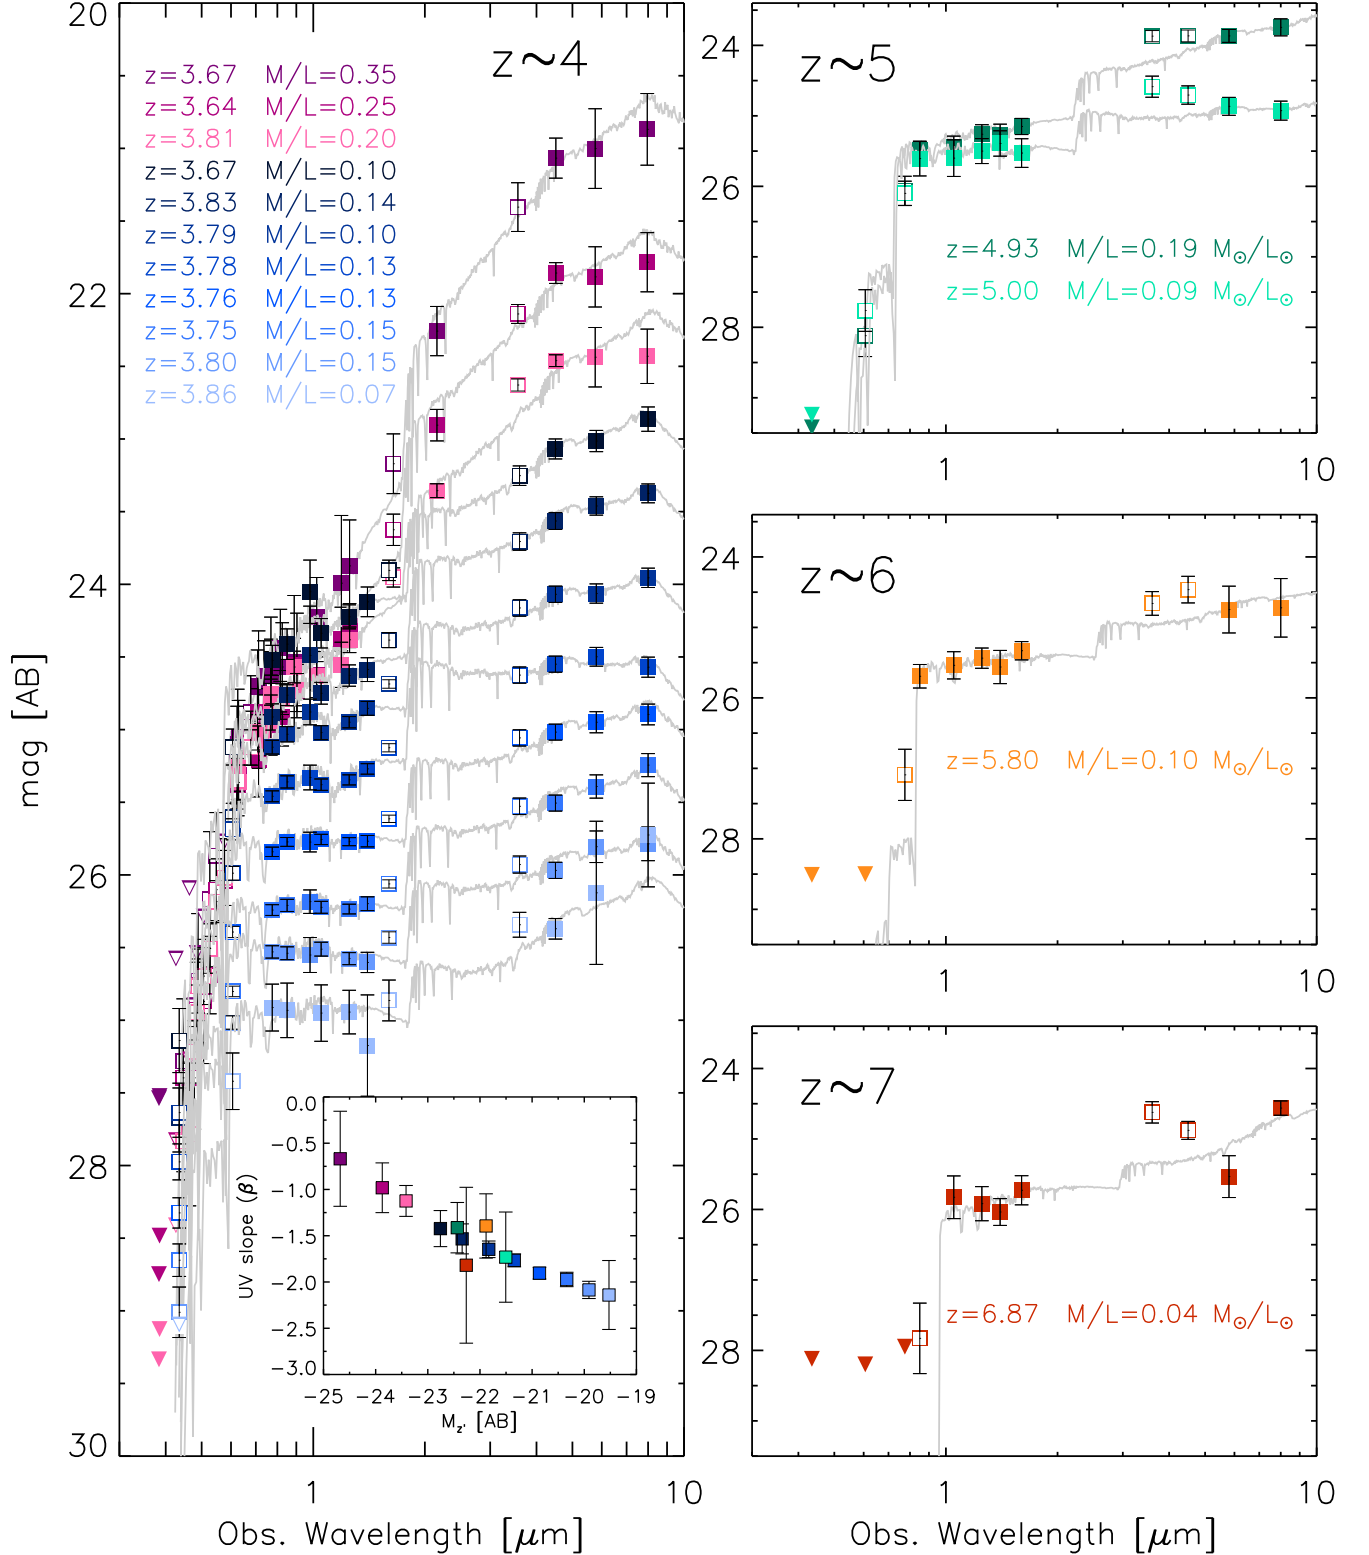 z~4
z=3.67 M/L=0.35
z=3.64 M/L=0.25
z=3.81 M/L=0.20
z=3.67 M/L=0.10
z=3.83 M/L=0.14
z=3.79 M/L=0.10
z=3.78 M/L=0.13
z=3.76 M/L=0.13
z=3.75 M/L=0.15
z=3.80 M/L=0.15
z=3.86 M/L=0.07
20
22
24
26
28
30
mag [AB]
1 10
Obs. Wavelength [μm]
0.0
−0.5
−1.0
−1.5
−2.0
−2.5
−3.0
UV slope (β)
−25 −24 −23 −22 −21 −20 −19
M_z' [AB]
z~5
24
26
28
z=4.93 M/L=0.19 M⊙/L⊙
z=5.00 M/L=0.09 M⊙/L⊙
1 10
z~6
24
26
28
z=5.80 M/L=0.10 M⊙/L⊙
1 10
z~7
24
26
28
z=6.87 M/L=0.04 M⊙/L⊙
1 10
Obs. Wavelength [μm]